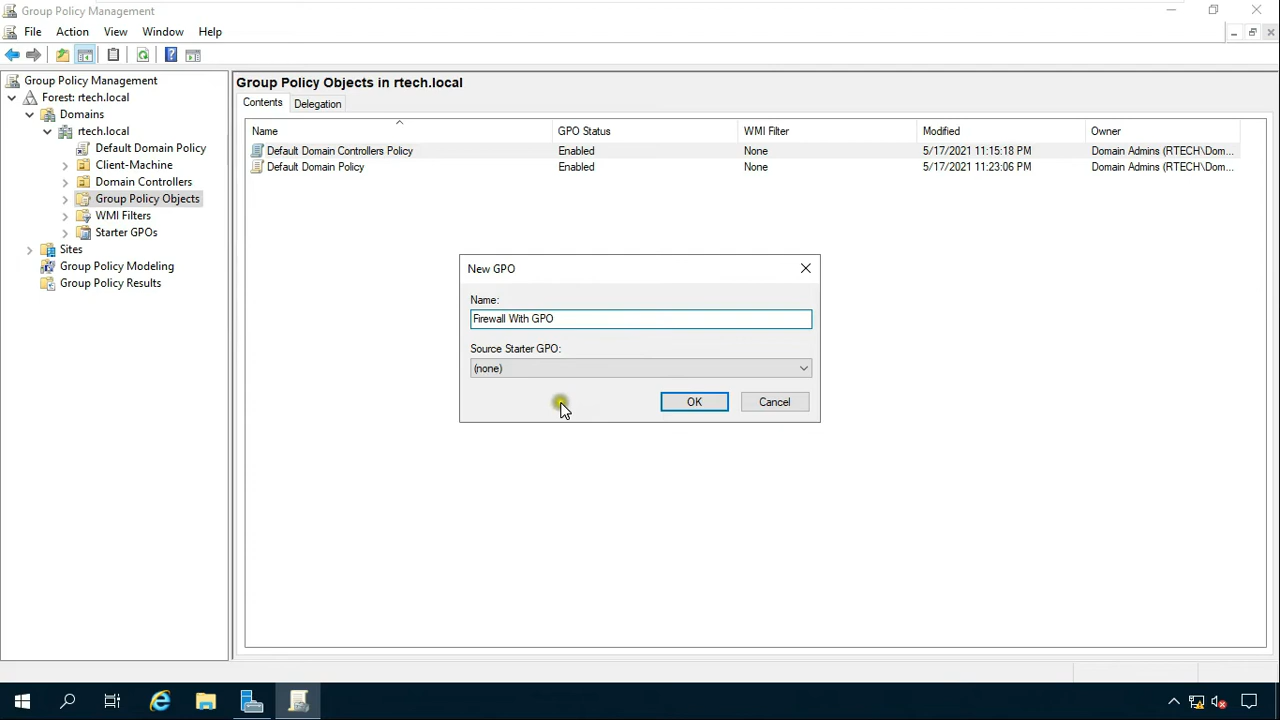 Group Policy Management
File Action View Window Help
Group Policy Management
Forest: rtech.local
Domains
rtech.local
Default Domain Policy
Client-Machine
Domain Controllers
Group Policy Objects
WMI Filters
Starter GPOs
Sites
Group Policy Modeling
Group Policy Results
Group Policy Objects in rtech.local
Contents Delegation
Name GPO Status WMI Filter Modified Owner
Default Domain Controllers Policy Enabled None 5/17/2021 11:15:18 PM Domain Admins (RTECH\Dom...
Default Domain Policy Enabled None 5/17/2021 11:23:06 PM Domain Admins (RTECH\Dom...
New GPO
Name:
Firewall With GPO
Source Starter GPO:
(none)
OK Cancel